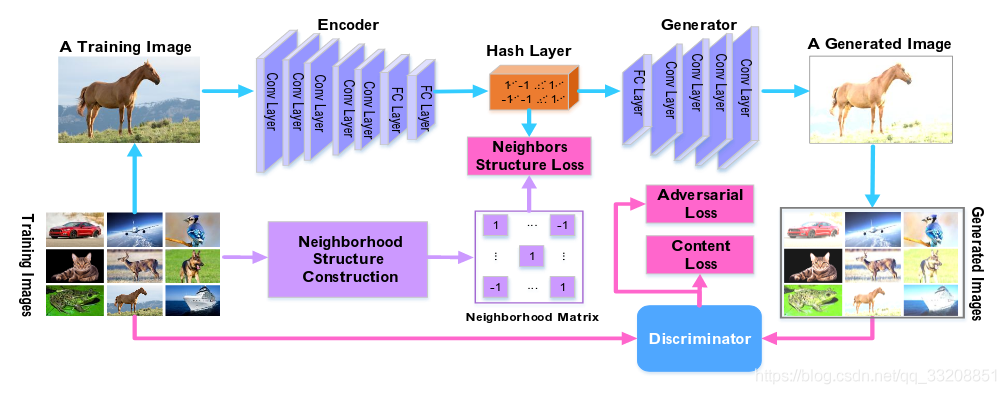 Encoder
Generator
A Training Image
Hash Layer
A Generated Image
Conv Layer
Conv Layer
Conv Layer
Conv Layer
Conv Layer
FC Layer
FC Layer
1··-1 ..·1··
-1··-1 ..·1··
FC Layer
Conv Layer
Conv Layer
Conv Layer
Conv Layer
Neighbors
Structure Loss
Training Images
Neighborhood
Structure
Construction
1 ... -1
⋮ 1 ⋮
-1 ... 1
Neighborhood Matrix
Adversarial
Loss
Content
Loss
Generated Images
Discriminator
https://blog.csdn.net/qq_33208851